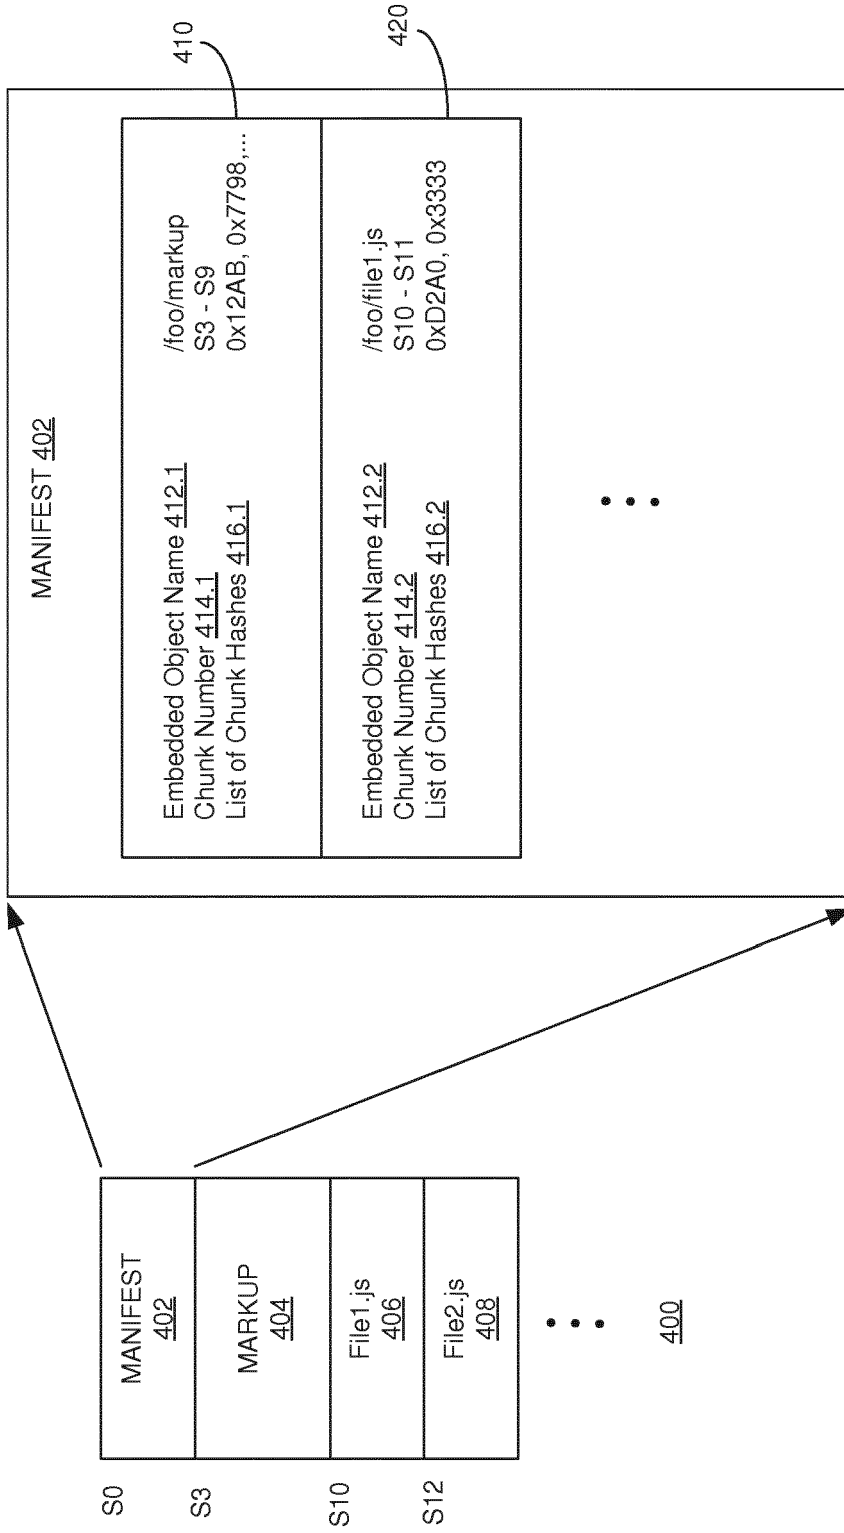 S0
S3
S10
S12
MANIFEST
402
MARKUP
404
File1.js
406
File2.js
408
400
MANIFEST 402
Embedded Object Name 412.1 /foo/markup
Chunk Number 414.1 S3 - S9
List of Chunk Hashes 416.1 0x12AB, 0x7798,...
410
Embedded Object Name 412.2 /foo/file1.js
Chunk Number 414.2 S10 - S11
List of Chunk Hashes 416.2 0xD2A0, 0x3333
420